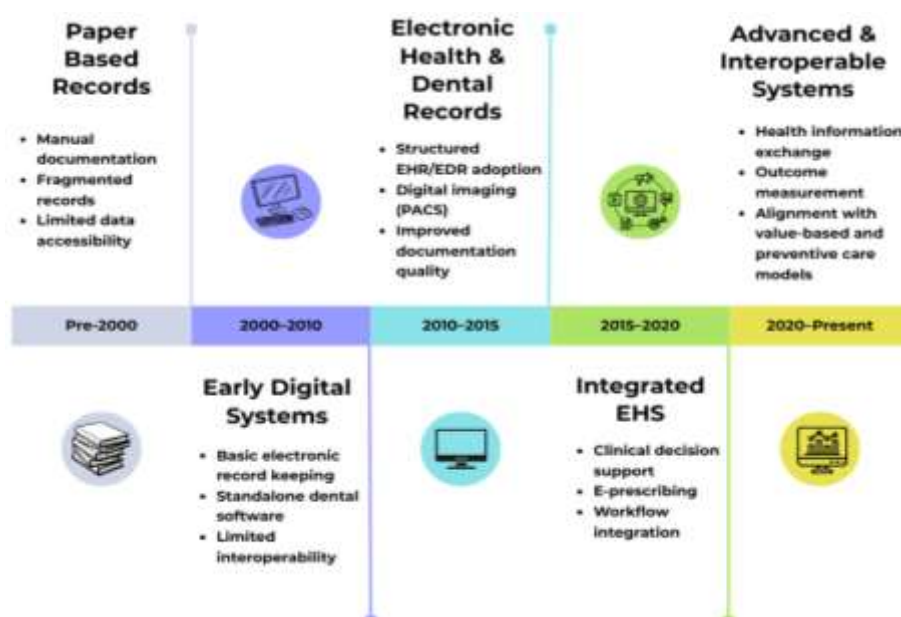 Paper
Based
Records
• Manual
documentation
• Fragmented
records
• Limited data
accessibility
Electronic
Health &
Dental
Records
• Structured
EHR/EDR adoption
• Digital imaging
(PACS)
• Improved
documentation
quality
Advanced &
Interoperable
Systems
• Health information
exchange
• Outcome
measurement
• Alignment with
value-based and
preventive care
models
Pre-2000
2000–2010
2010–2015
2015–2020
2020–Present
Early Digital
Systems
• Basic electronic
record keeping
• Standalone dental
software
• Limited
interoperability
Integrated
EHS
• Clinical decision
support
• E-prescribing
• Workflow
integration